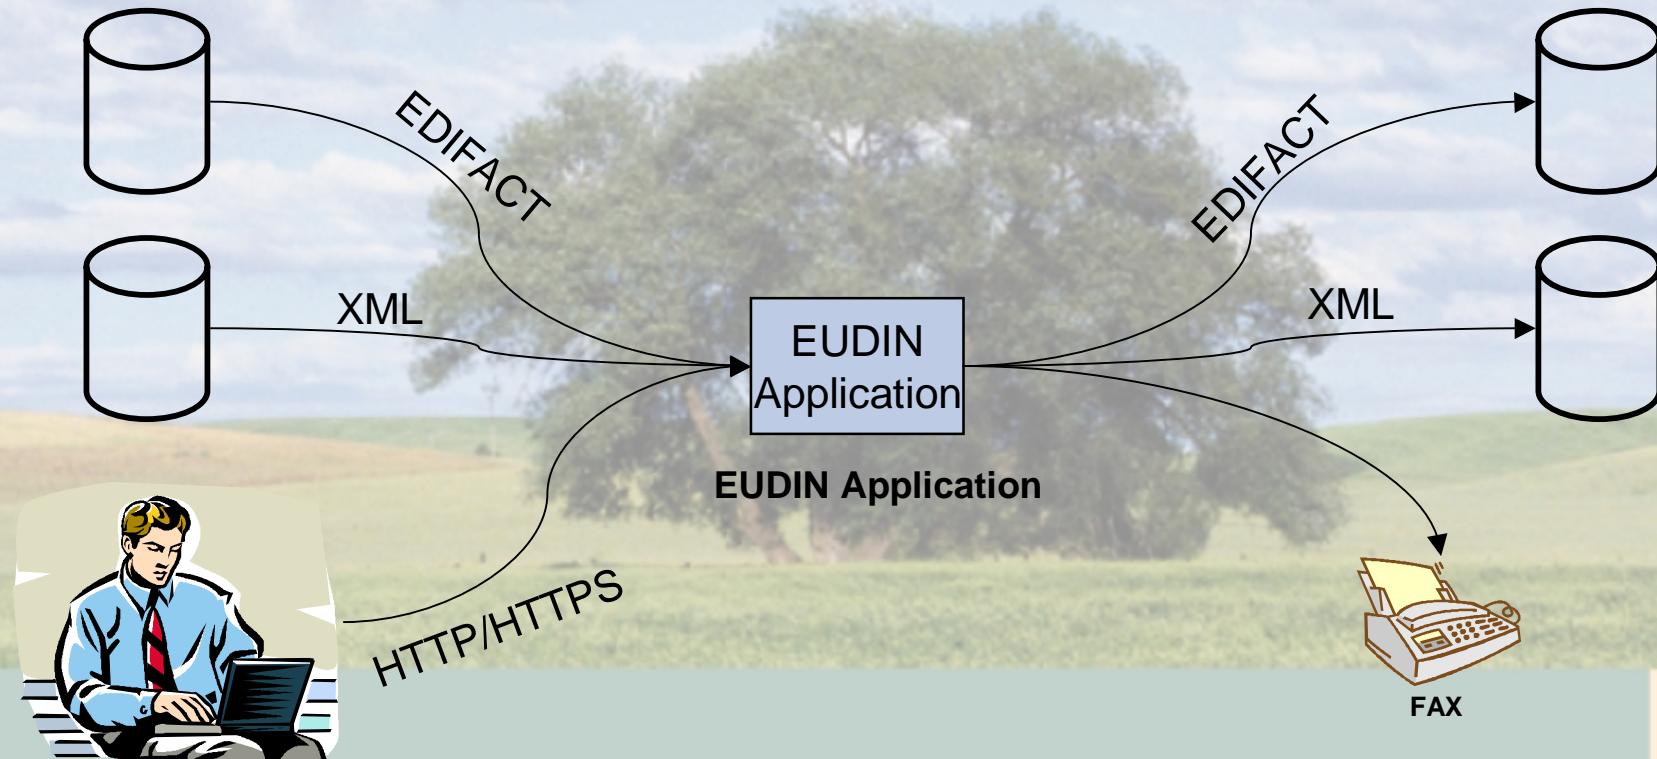 EDIFACT
EDIFACT
XML
XML
EUDIN
Application
EUDIN Application
HTTP/HTTPS
FAX